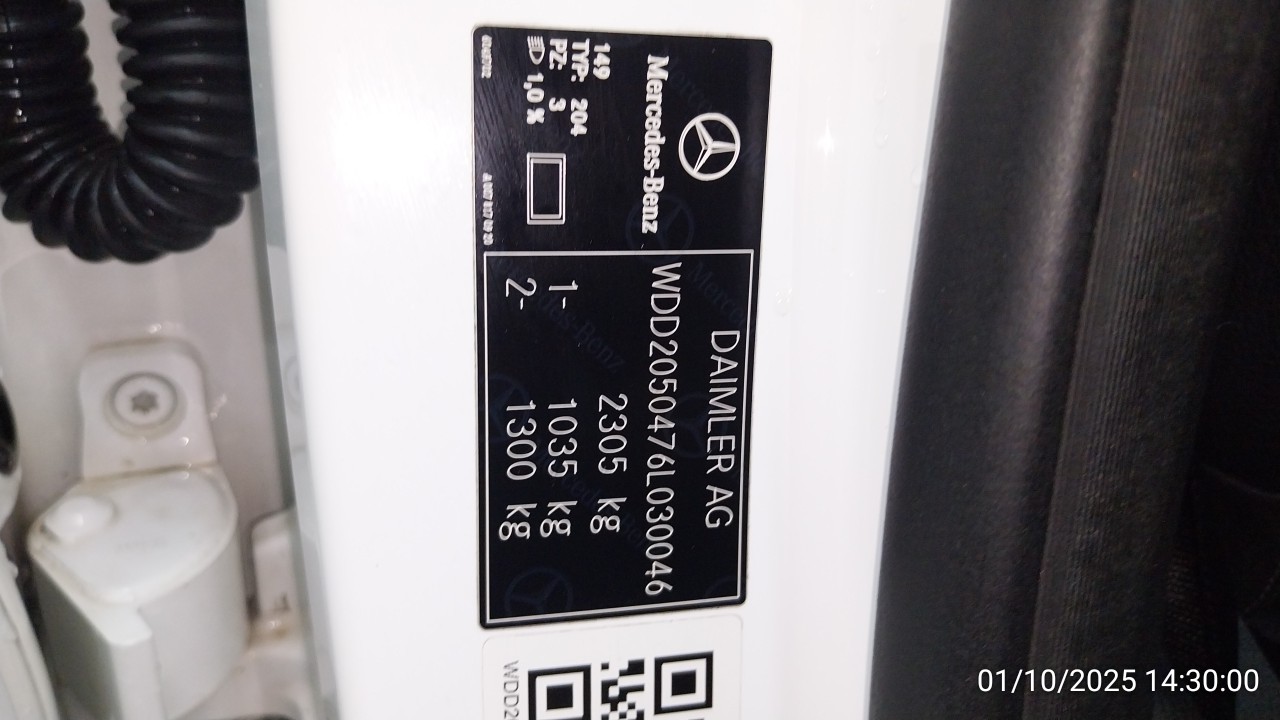 Mercedes-Benz
149
TYP: 204
PZ: 3
1,0 %
DAIMLER AG
WDD2050476L030046
2305 kg
1- 1035 kg
2- 1300 kg
WDD2
01/10/2025 14:30:00